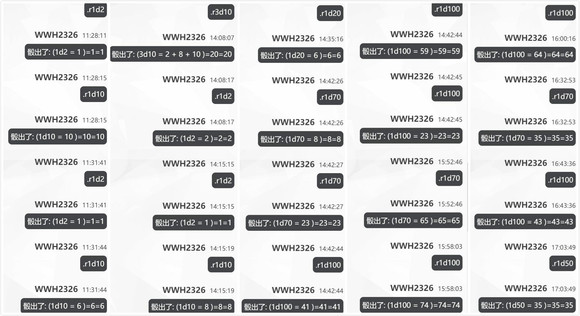 .r1d2
WWH2326 11:28:11
骰出了: (1d2 = 1 )=1=1
WWH2326 11:28:15
.r1d10
WWH2326 11:28:15
骰出了: (1d10 = 10 )=10=10
WWH2326 11:31:41
.r1d2
WWH2326 11:31:41
骰出了: (1d2 = 1 )=1=1
WWH2326 11:31:44
.r1d10
WWH2326 11:31:44
骰出了: (1d10 = 6 )=6=6
.r3d10
WWH2326 14:08:07
骰出了: (3d10 = 2 + 8 + 10 )=20=20
WWH2326 14:08:17
.r1d2
WWH2326 14:08:17
骰出了: (1d2 = 2 )=2=2
WWH2326 14:15:15
.r1d2
WWH2326 14:15:15
骰出了: (1d2 = 1 )=1=1
WWH2326 14:15:19
.r1d10
WWH2326 14:15:19
骰出了: (1d10 = 8 )=8=8
.r1d20
WWH2326 14:35:16
骰出了: (1d20 = 6 )=6=6
WWH2326 14:42:26
.r1d70
WWH2326 14:42:26
骰出了: (1d70 = 8 )=8=8
WWH2326 14:42:27
.r1d70
WWH2326 14:42:27
骰出了: (1d70 = 23 )=23=23
WWH2326 14:42:44
.r1d100
WWH2326 14:42:44
骰出了: (1d100 = 41 )=41=41
.r1d100
WWH2326 14:42:44
骰出了: (1d100 = 59 )=59=59
WWH2326 14:42:45
.r1d100
WWH2326 14:42:45
骰出了: (1d100 = 23 )=23=23
WWH2326 15:52:46
.r1d70
WWH2326 15:52:46
骰出了: (1d70 = 65 )=65=65
WWH2326 15:58:03
.r1d100
WWH2326 15:58:03
骰出了: (1d100 = 74 )=74=74
.r1d100
WWH2326 16:00:16
骰出了: (1d100 = 64 )=64=64
WWH2326 16:32:53
.r1d70
WWH2326 16:32:53
骰出了: (1d70 = 35 )=35=35
WWH2326 16:43:36
.r1d100
WWH2326 16:43:36
骰出了: (1d100 = 43 )=43=43
WWH2326 17:03:49
.r1d50
WWH2326 17:03:49
骰出了: (1d50 = 35 )=35=35